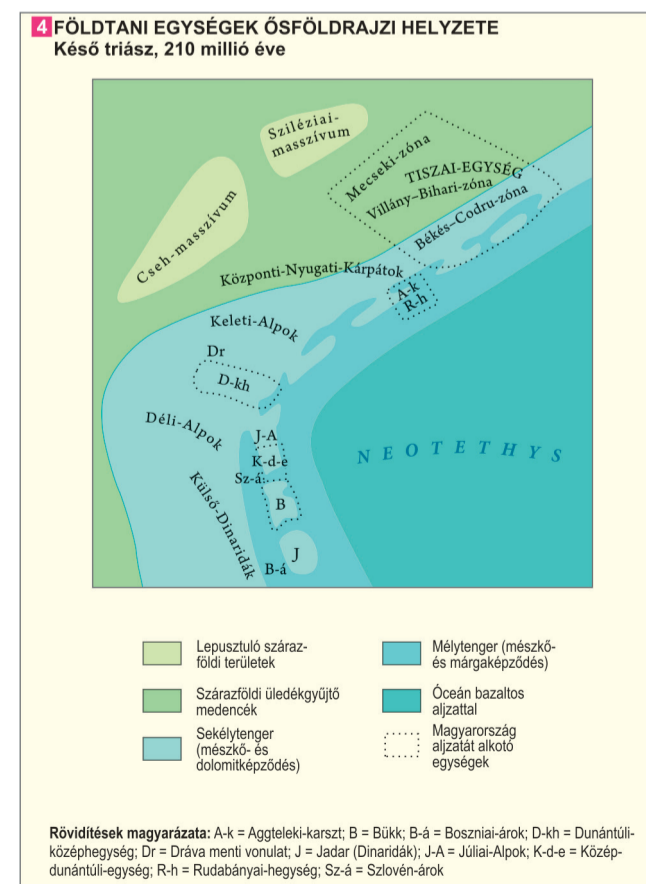 4 FÖLDTANI EGYSÉGEK ŐSFÖLDRAJZI HELYZETE
Késő triász, 210 millió éve
Sziléziai-
masszívum
Cseh-masszívum
Mecseki-zóna
TISZAI-EGYSÉG
Villány–Bihari-zóna
Békés–Codru-zóna
Központi-Nyugati-Kárpátok
A-k
R-h
Keleti-Alpok
Dr
D-kh
Déli-Alpok
J-A
K-d-e
Sz-á
B
Külső-Dinaridák
J
B-á
NEOTETHYS
Lepusztuló száraz-
földi területek
Szárazföldi üledékgyűjtő
medencék
Sekélytenger
(mészkő- és
dolomitképződés)
Mélytenger (mészkő-
és márgaképződés)
Óceán bazaltos
aljzattal
Magyarország
aljzatát alkotó
egységek
Rövidítések magyarázata: A-k = Aggteleki-karszt; B = Bükk; B-á = Boszniai-árok; D-kh = Dunántúli-
középhegység; Dr = Dráva menti vonulat; J = Jadar (Dinaridák); J-A = Júliai-Alpok; K-d-e = Közép-
dunántúli-egység; R-h = Rudabányai-hegység; Sz-á = Szlovén-árok